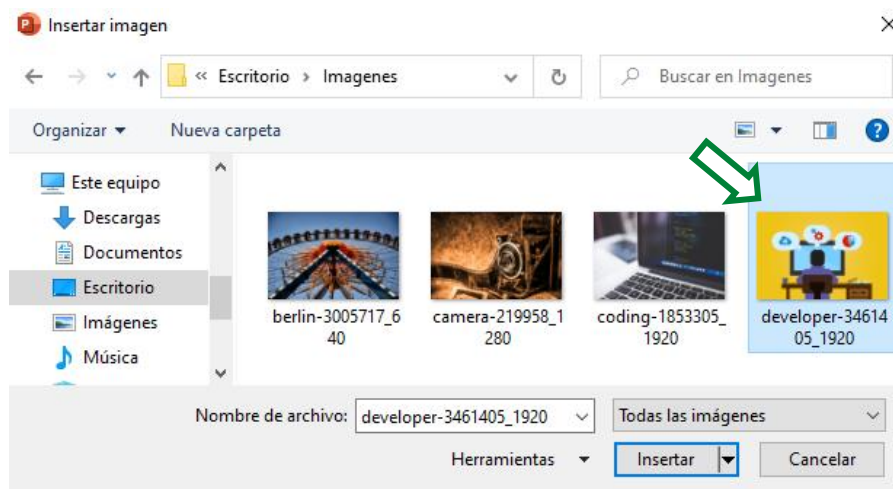 Insertar imagen
« Escritorio › Imagenes
Buscar en Imagenes
Organizar
Nueva carpeta
Este equipo
Descargas
Documentos
Escritorio
Imágenes
Música
berlin-3005717_6
40
camera-219958_1
280
coding-1853305_
1920
developer-34614
05_1920
Nombre de archivo:
developer-3461405_1920
Todas las imágenes
Herramientas
Insertar
Cancelar